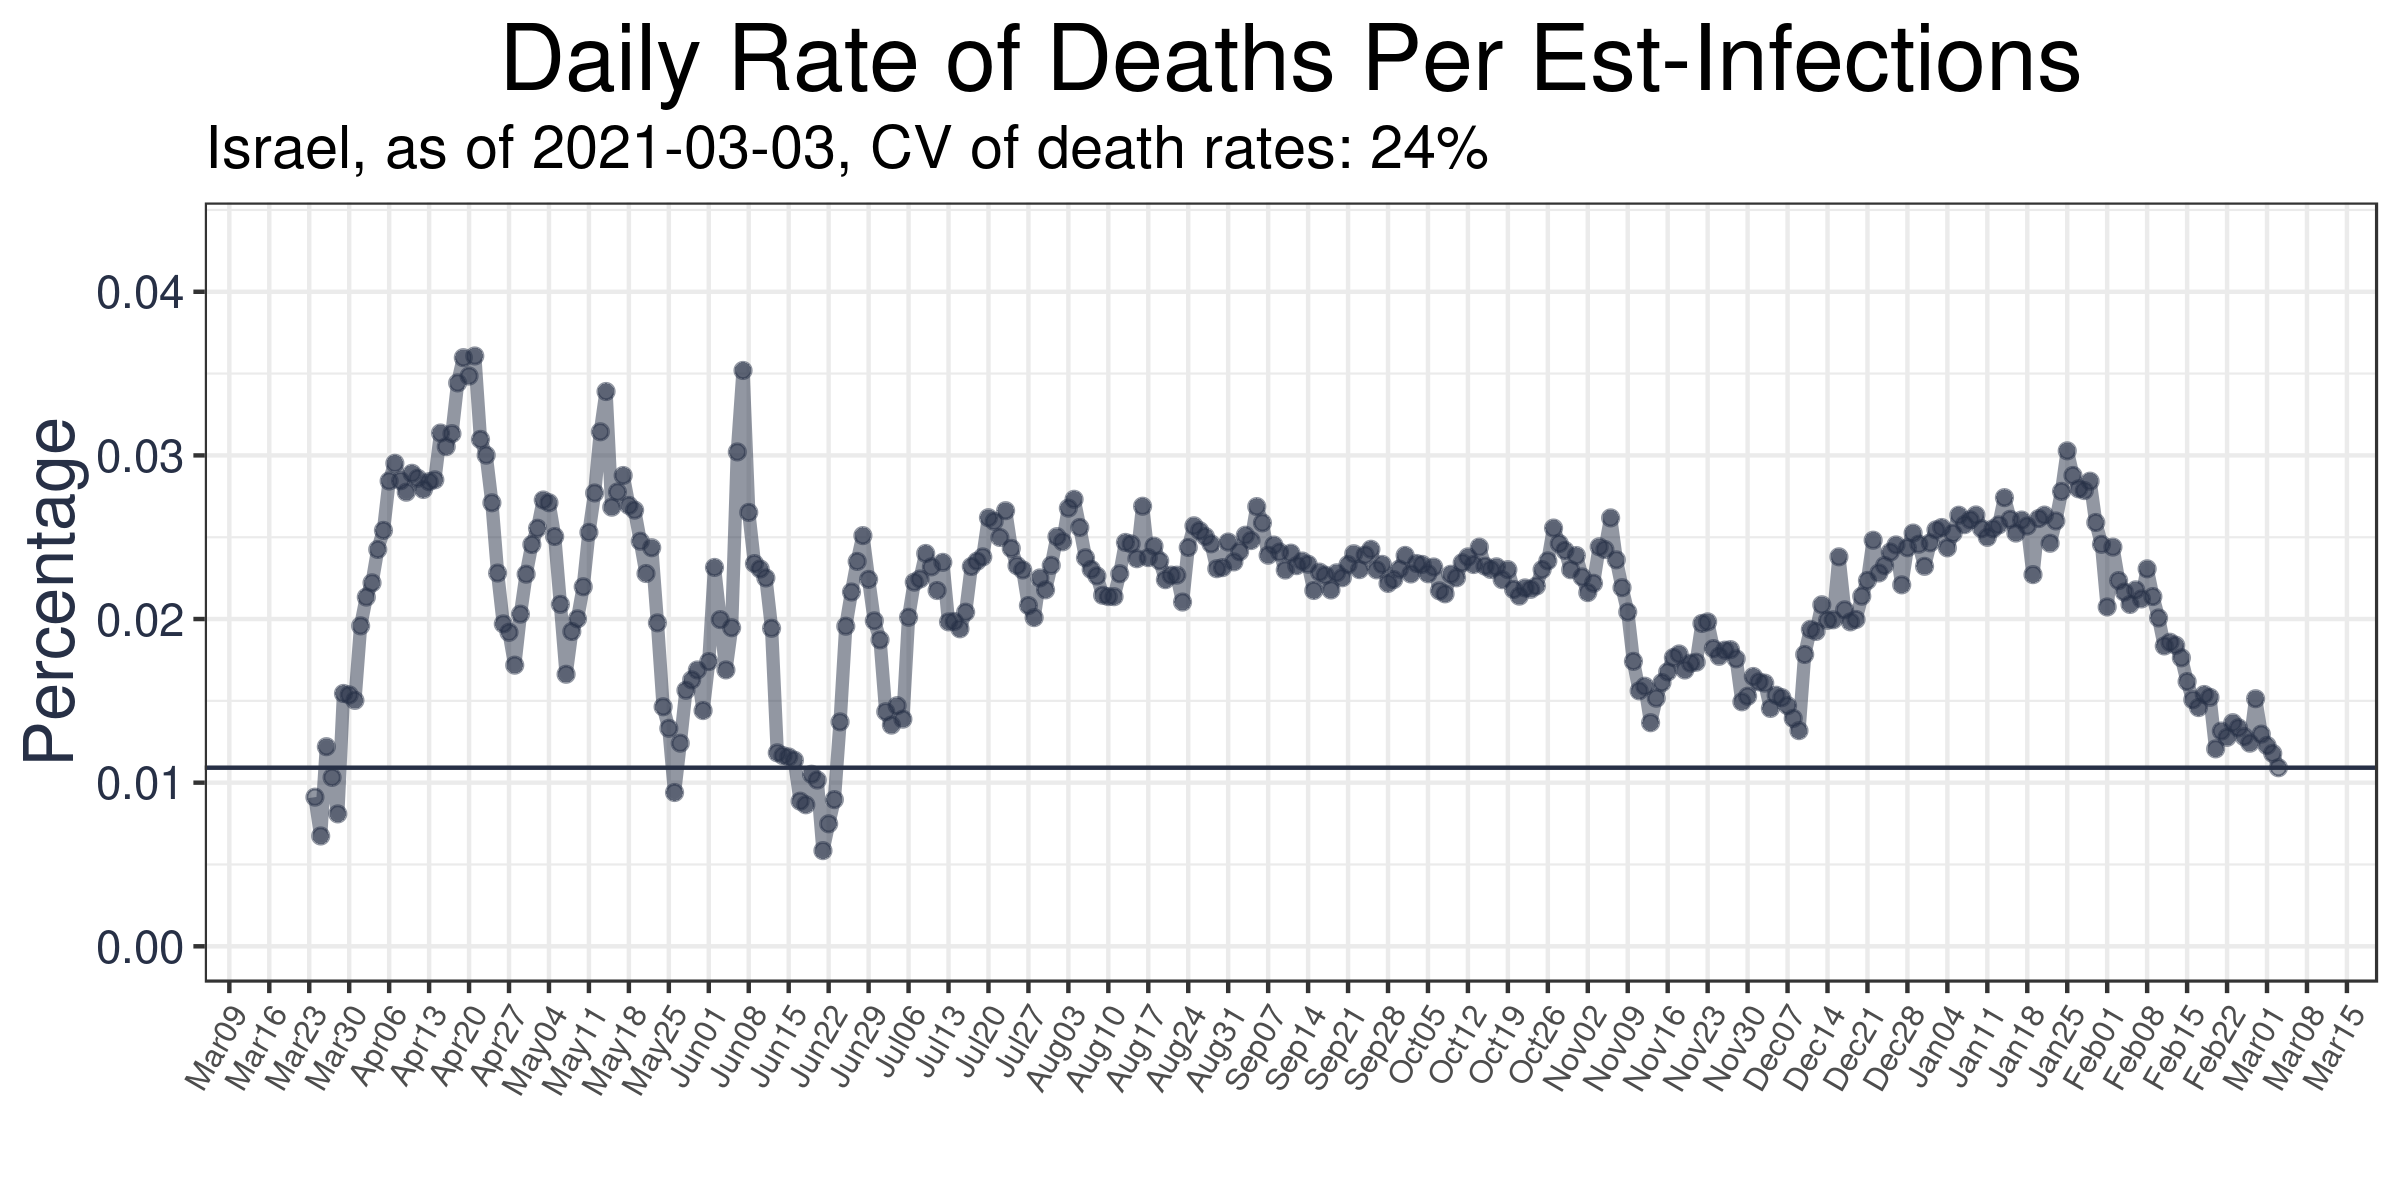 Daily Rate of Deaths Per Est-Infections
Israel, as of 2021-03-03, CV of death rates: 24%
Percentage
0.04
0.03
0.02
0.01
0.00
Mar09
Mar16
Mar23
Mar30
Apr06
Apr13
Apr20
Apr27
May04
May11
May18
May25
Jun01
Jun08
Jun15
Jun22
Jun29
Jul06
Jul13
Jul20
Jul27
Aug03
Aug10
Aug17
Aug24
Aug31
Sep07
Sep14
Sep21
Sep28
Oct05
Oct12
Oct19
Oct26
Nov02
Nov09
Nov16
Nov23
Nov30
Dec07
Dec14
Dec21
Dec28
Jan04
Jan11
Jan18
Jan25
Feb01
Feb08
Feb15
Feb22
Mar01
Mar08
Mar15